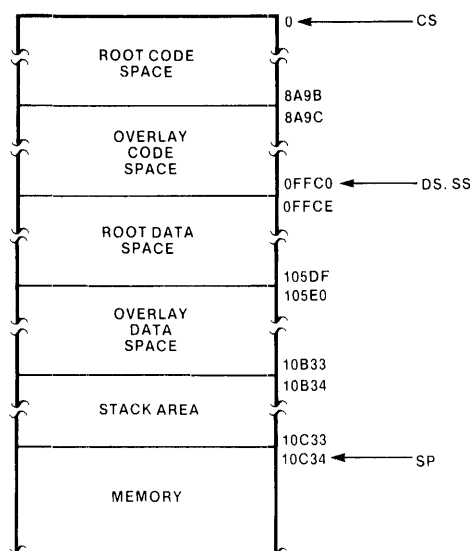 0 CS
ROOT CODE
SPACE
8A9B
8A9C
OVERLAY
CODE
SPACE
0FFC0 DS. SS
0FFCE
ROOT DATA
SPACE
105DF
105E0
OVERLAY
DATA
SPACE
10B33
10B34
STACK AREA
10C33
10C34 SP
MEMORY